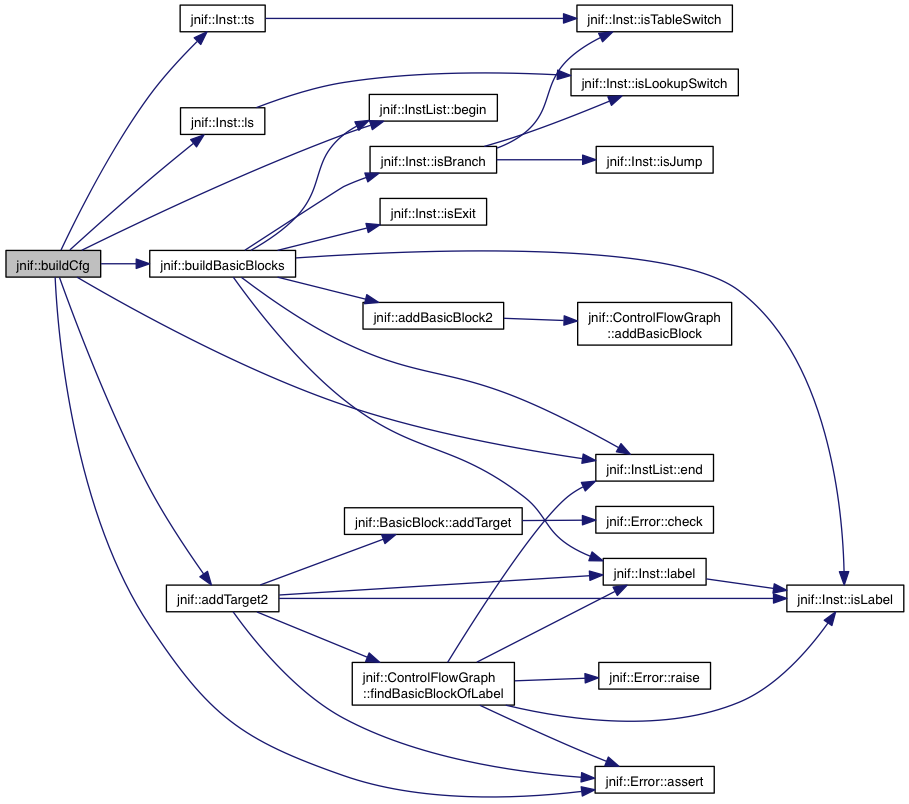 jnif::Inst::ts
jnif::Inst::isTableSwitch
jnif::Inst::isLookupSwitch
jnif::Inst::ls
jnif::InstList::begin
jnif::Inst::isBranch
jnif::Inst::isJump
jnif::Inst::isExit
jnif::buildCfg
jnif::buildBasicBlocks
jnif::addBasicBlock2
jnif::ControlFlowGraph
::addBasicBlock
jnif::InstList::end
jnif::BasicBlock::addTarget
jnif::Error::check
jnif::Inst::label
jnif::addTarget2
jnif::Inst::isLabel
jnif::ControlFlowGraph
::findBasicBlockOfLabel
jnif::Error::raise
jnif::Error::assert